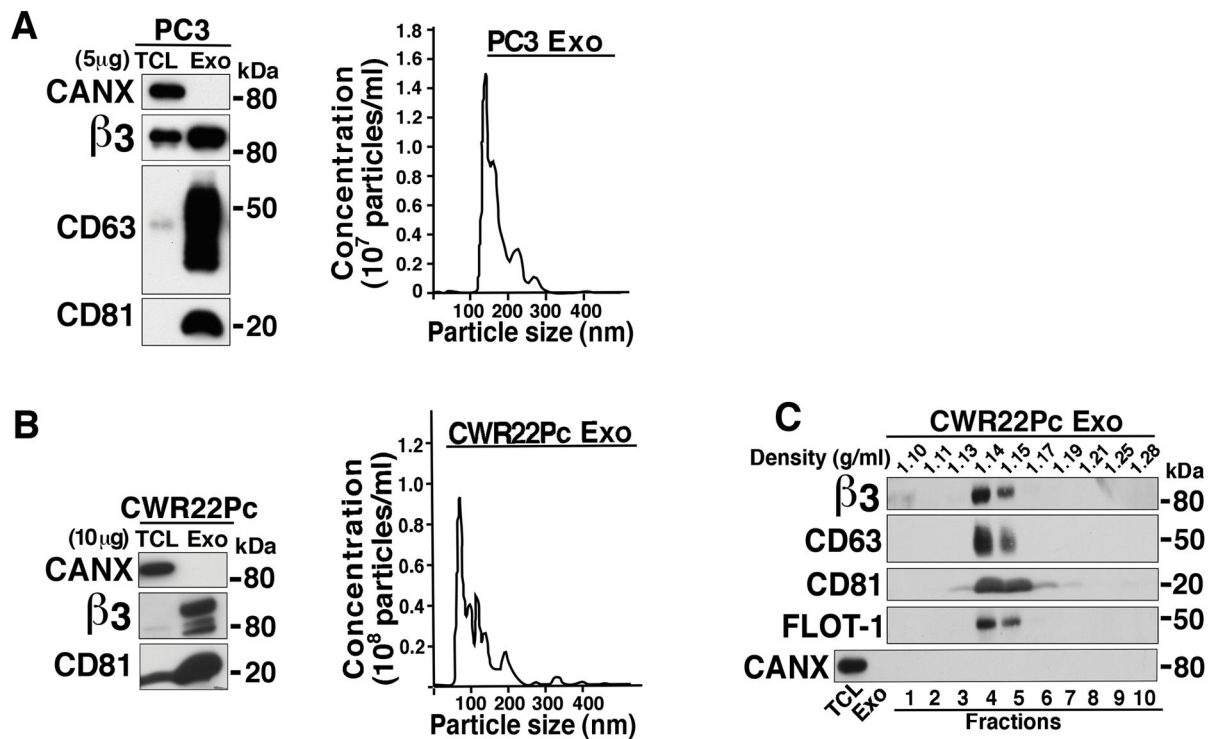 A
PC3
(5µg) TCL Exo
kDa
CANX
-80
β3
-80
CD63
-50
CD81
-20
PC3 Exo
Concentration
(10⁷ particles/ml)
1.8
1.6
1.4
1.2
1.0
0.8
0.6
0.4
0.2
0
100 200 300 400
Particle size (nm)
B
CWR22Pc
(10µg) TCL Exo
kDa
CANX
-80
β3
-80
CD81
-20
CWR22Pc Exo
Concentration
(10⁸ particles/ml)
1.2
1.0
0.8
0.6
0.4
0.2
100 200 300 400
Particle size (nm)
C
CWR22Pc Exo
Density (g/ml) 1.10 1.11 1.13 1.14 1.15 1.17 1.19 1.21 1.25 1.28
kDa
β3
-80
CD63
-50
CD81
-20
FLOT-1
-50
CANX
-80
TCL
Exo
1 2 3 4 5 6 7 8 9 10
Fractions